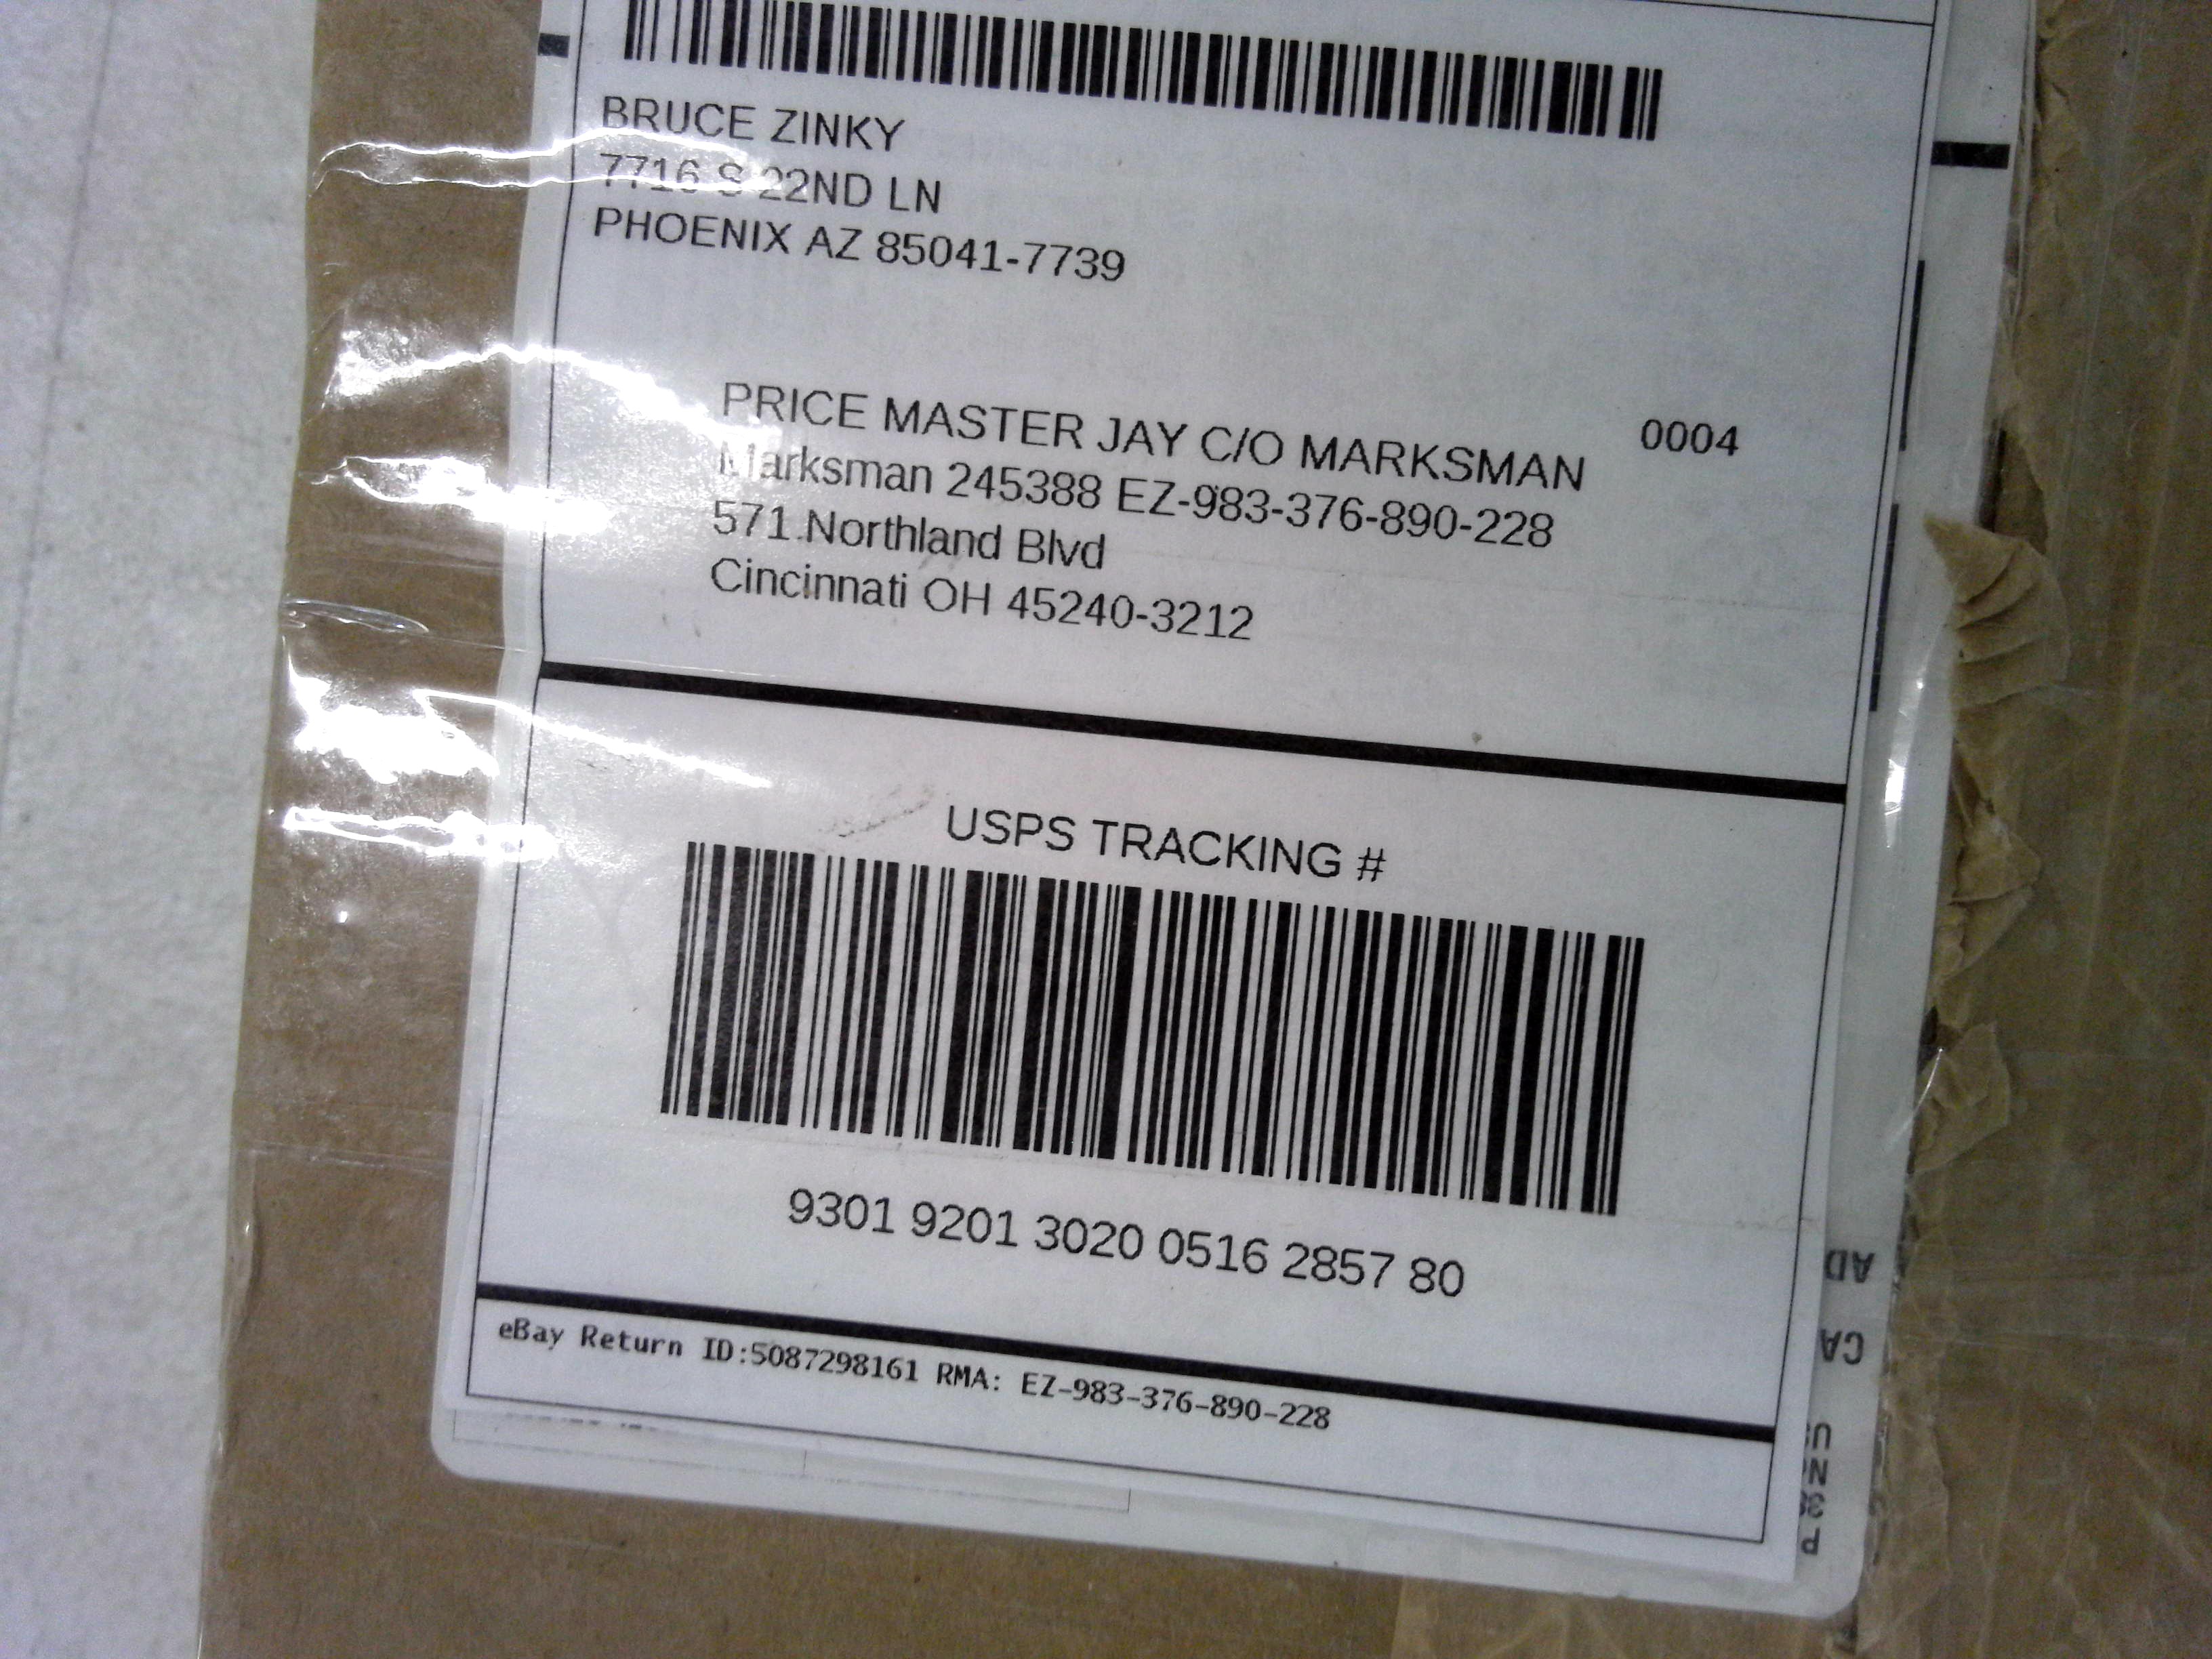 BRUCE ZINKY
7716 S 22ND LN
PHOENIX AZ 85041-7739
0004
PRICE MASTER JAY C/O MARKSMAN
Marksman 245388 EZ-983-376-890-228
571 Northland Blvd
Cincinnati OH 45240-3212
USPS TRACKING #
9301 9201 3020 0516 2857 80
eBay Return ID:5087298161 RMA: EZ-983-376-890-228
AD
CA